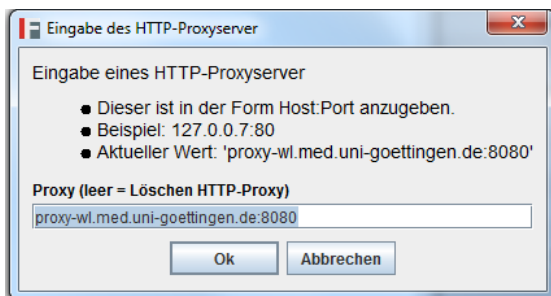 Eingabe des HTTP-Proxyserver
Eingabe eines HTTP-Proxyserver
● Dieser ist in der Form Host:Port anzugeben.
● Beispiel: 127.0.0.7:80
● Aktueller Wert: 'proxy-wl.med.uni-goettingen.de:8080'
Proxy (leer = Löschen HTTP-Proxy)
proxy-wl.med.uni-goettingen.de:8080
Ok Abbrechen